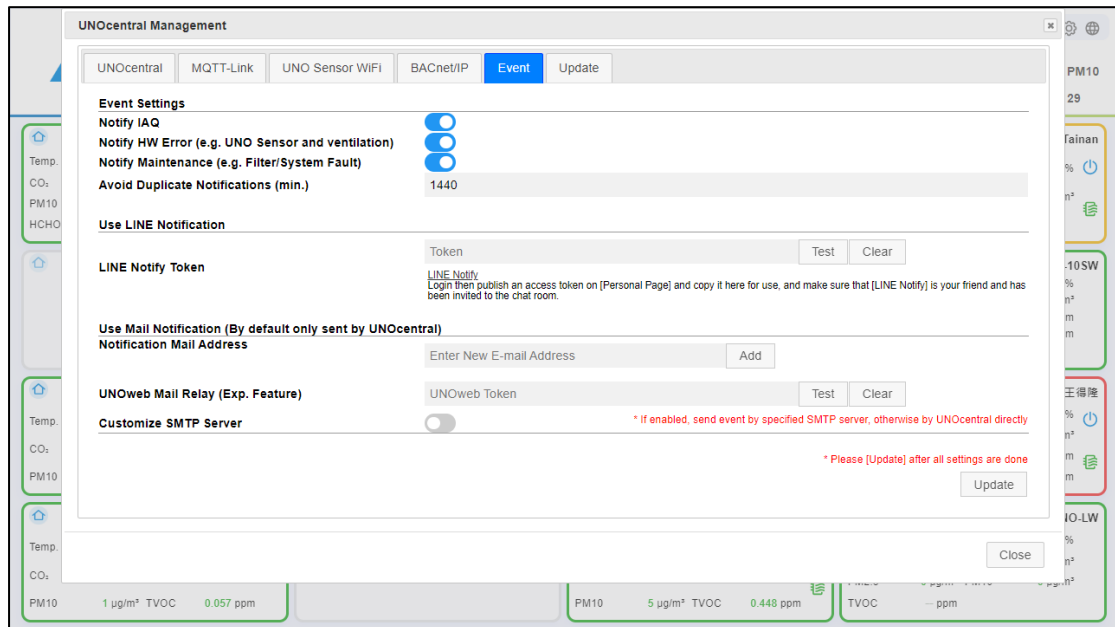 UNOcentral Management
UNOcentral MQTT-Link UNO Sensor WiFi BACnet/IP Event Update
Event Settings
Notify IAQ
Notify HW Error (e.g. UNO Sensor and ventilation)
Notify Maintenance (e.g. Filter/System Fault)
Avoid Duplicate Notifications (min.) 1440
Use LINE Notification
LINE Notify Token Token Test Clear
LINE Notify
Login then publish an access token on [Personal Page] and copy it here for use, and make sure that [LINE Notify] is your friend and has
been invited to the chat room.
Use Mail Notification (By default only sent by UNOcentral)
Notification Mail Address Enter New E-mail Address Add
UNOweb Mail Relay (Exp. Feature) UNOweb Token Test Clear
Customize SMTP Server * If enabled, send event by specified SMTP server, otherwise by UNOcentral directly
* Please [Update] after all settings are done
Update
Close
PM10
29
Temp.
CO₂
PM10
HCHO
Tainan
%
m³
-10SW
%
m³
m
m
Temp.
CO₂
PM10
王得隆
%
m³
m
m
Temp.
CO₂
PM10 1 µg/m³ TVOC 0.057 ppm
PM10 5 µg/m³ TVOC 0.448 ppm
NO-LW
%
m³
m³
TVOC -- ppm